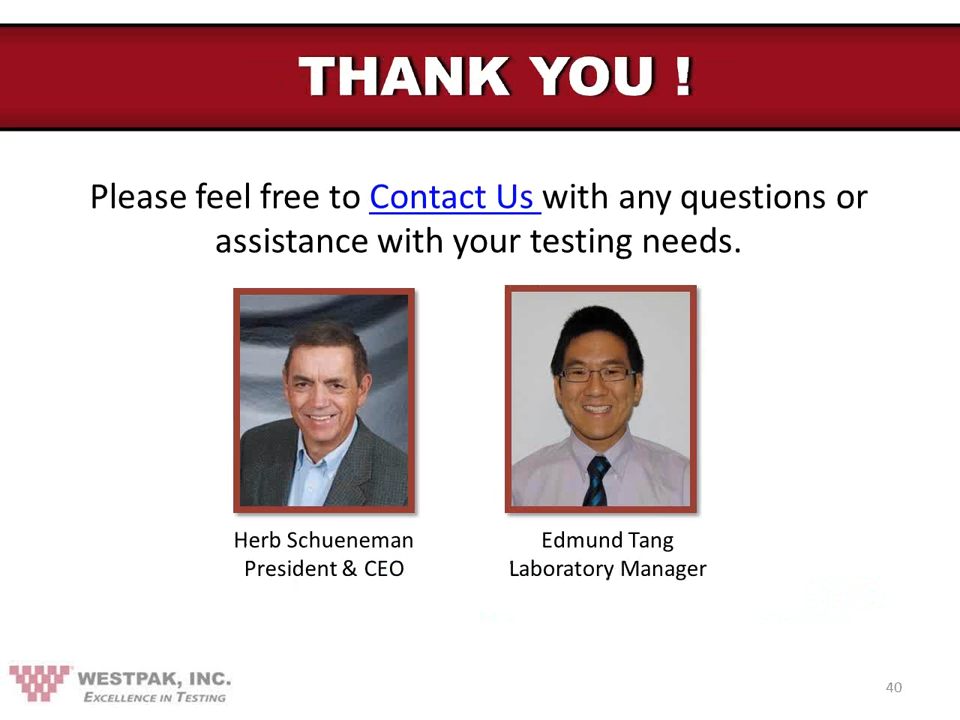 THANK YOU !
Please feel free to Contact Us with any questions or
assistance with your testing needs.
Herb Schueneman
President & CEO
Edmund Tang
Laboratory Manager
WESTPAK, INC.
EXCELLENCE IN TESTING
40